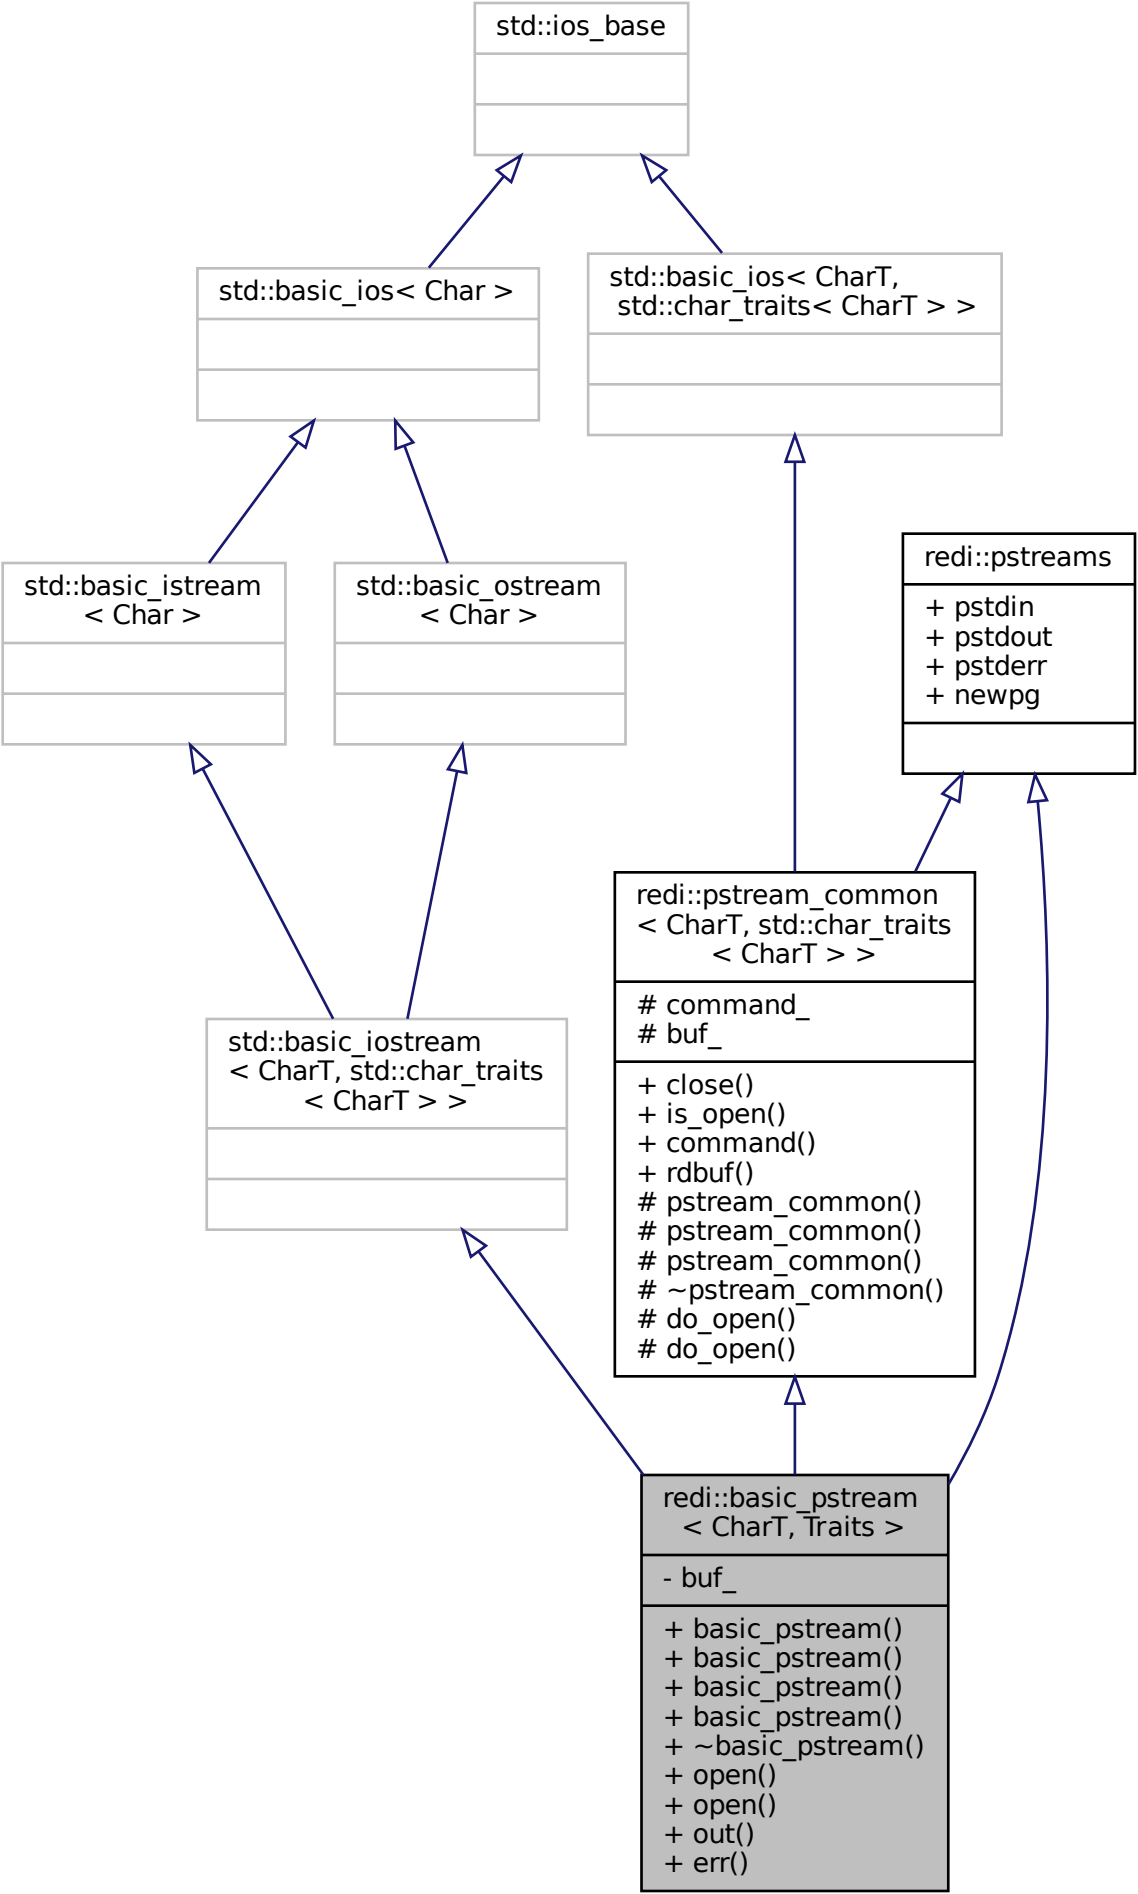 std::ios_base
std::basic_ios< Char >
std::basic_ios< CharT,
std::char_traits< CharT > >
redi::pstreams
+ pstdin
+ pstdout
+ pstderr
+ newpg
std::basic_istream
< Char >
std::basic_ostream
< Char >
redi::pstream_common
< CharT, std::char_traits
< CharT > >
# command_
# buf_
+ close()
+ is_open()
+ command()
+ rdbuf()
# pstream_common()
# pstream_common()
# pstream_common()
# ~pstream_common()
# do_open()
# do_open()
std::basic_iostream
< CharT, std::char_traits
< CharT > >
redi::basic_pstream
< CharT, Traits >
- buf_
+ basic_pstream()
+ basic_pstream()
+ basic_pstream()
+ basic_pstream()
+ ~basic_pstream()
+ open()
+ open()
+ out()
+ err()